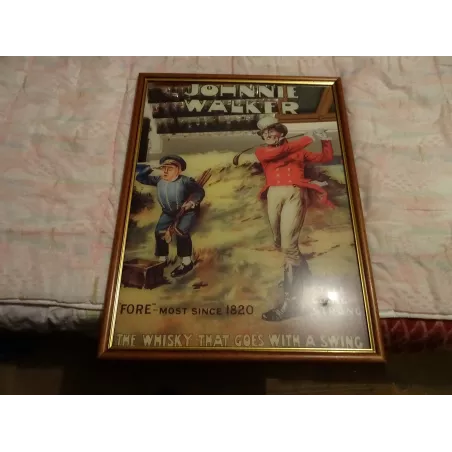 JOHNNIE
WALKER
FORE-MOST SINCE 1820
THE WHISKY THAT GOES WITH A SWING